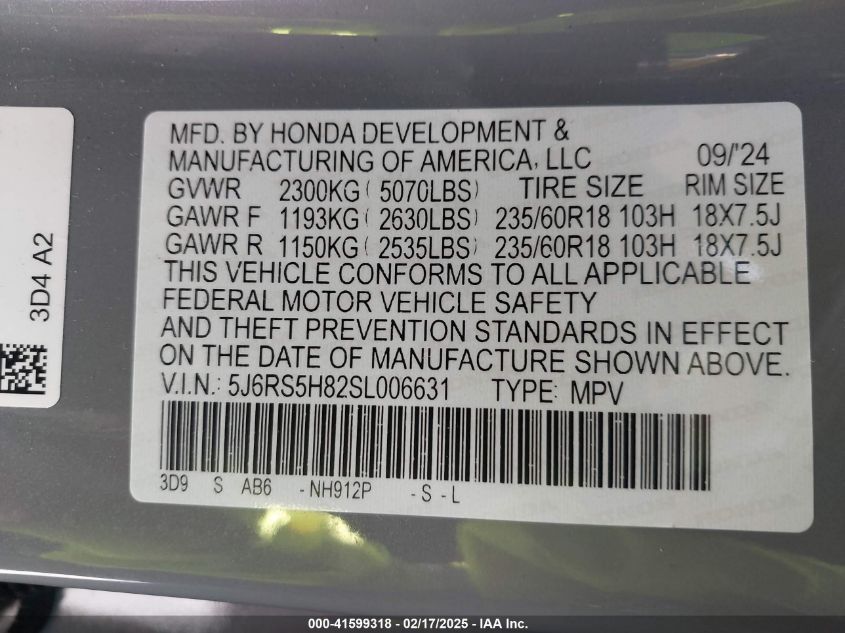 MFD. BY HONDA DEVELOPMENT &
MANUFACTURING OF AMERICA, LLC 09/'24
GVWR 2300KG ( 5070LBS) TIRE SIZE RIM SIZE
GAWR F 1193KG ( 2630LBS) 235/60R18 103H 18X7.5J
GAWR R 1150KG ( 2535LBS) 235/60R18 103H 18X7.5J
THIS VEHICLE CONFORMS TO ALL APPLICABLE
FEDERAL MOTOR VEHICLE SAFETY
AND THEFT PREVENTION STANDARDS IN EFFECT
ON THE DATE OF MANUFACTURE SHOWN ABOVE.
V.I.N.: 5J6RS5H82SL006631 TYPE: MPV
3D9 S AB6 -NH912P -S-L
3D4 A2
000-41599318 - 02/17/2025 - IAA Inc.